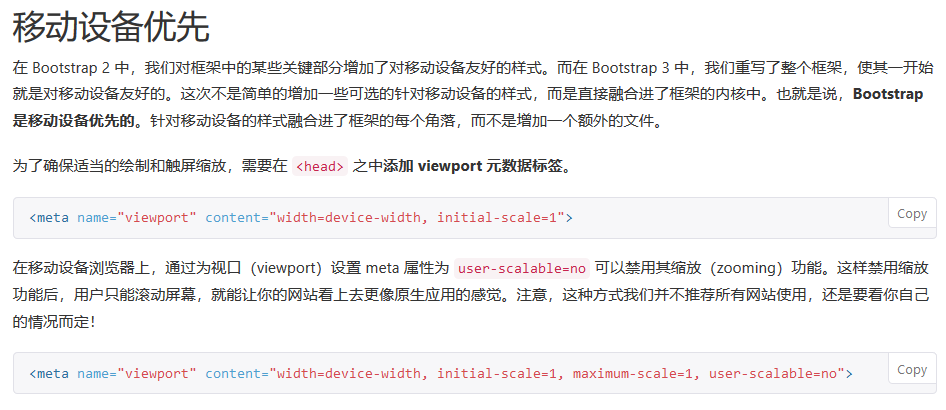 移动设备优先
在 Bootstrap 2 中，我们对框架中的某些关键部分增加了对移动设备友好的样式。而在 Bootstrap 3 中，我们重写了整个框架，使其一开始
就是对移动设备友好的。这次不是简单的增加一些可选的针对移动设备的样式，而是直接融合进了框架的内核中。也就是说，Bootstrap
是移动设备优先的。针对移动设备的样式融合进了框架的每个角落，而不是增加一个额外的文件。
为了确保适当的绘制和触屏缩放，需要在 <head> 之中添加 viewport 元数据标签。
<meta name="viewport" content="width=device-width, initial-scale=1">
Copy
在移动设备浏览器上，通过为视口（viewport）设置 meta 属性为 user-scalable=no 可以禁用其缩放（zooming）功能。这样禁用缩放
功能后，用户只能滚动屏幕，就能让你的网站看上去更像原生应用的感觉。注意，这种方式我们并不推荐所有网站使用，还是要看你自己
的情况而定！
<meta name="viewport" content="width=device-width, initial-scale=1, maximum-scale=1, user-scalable=no">
Copy